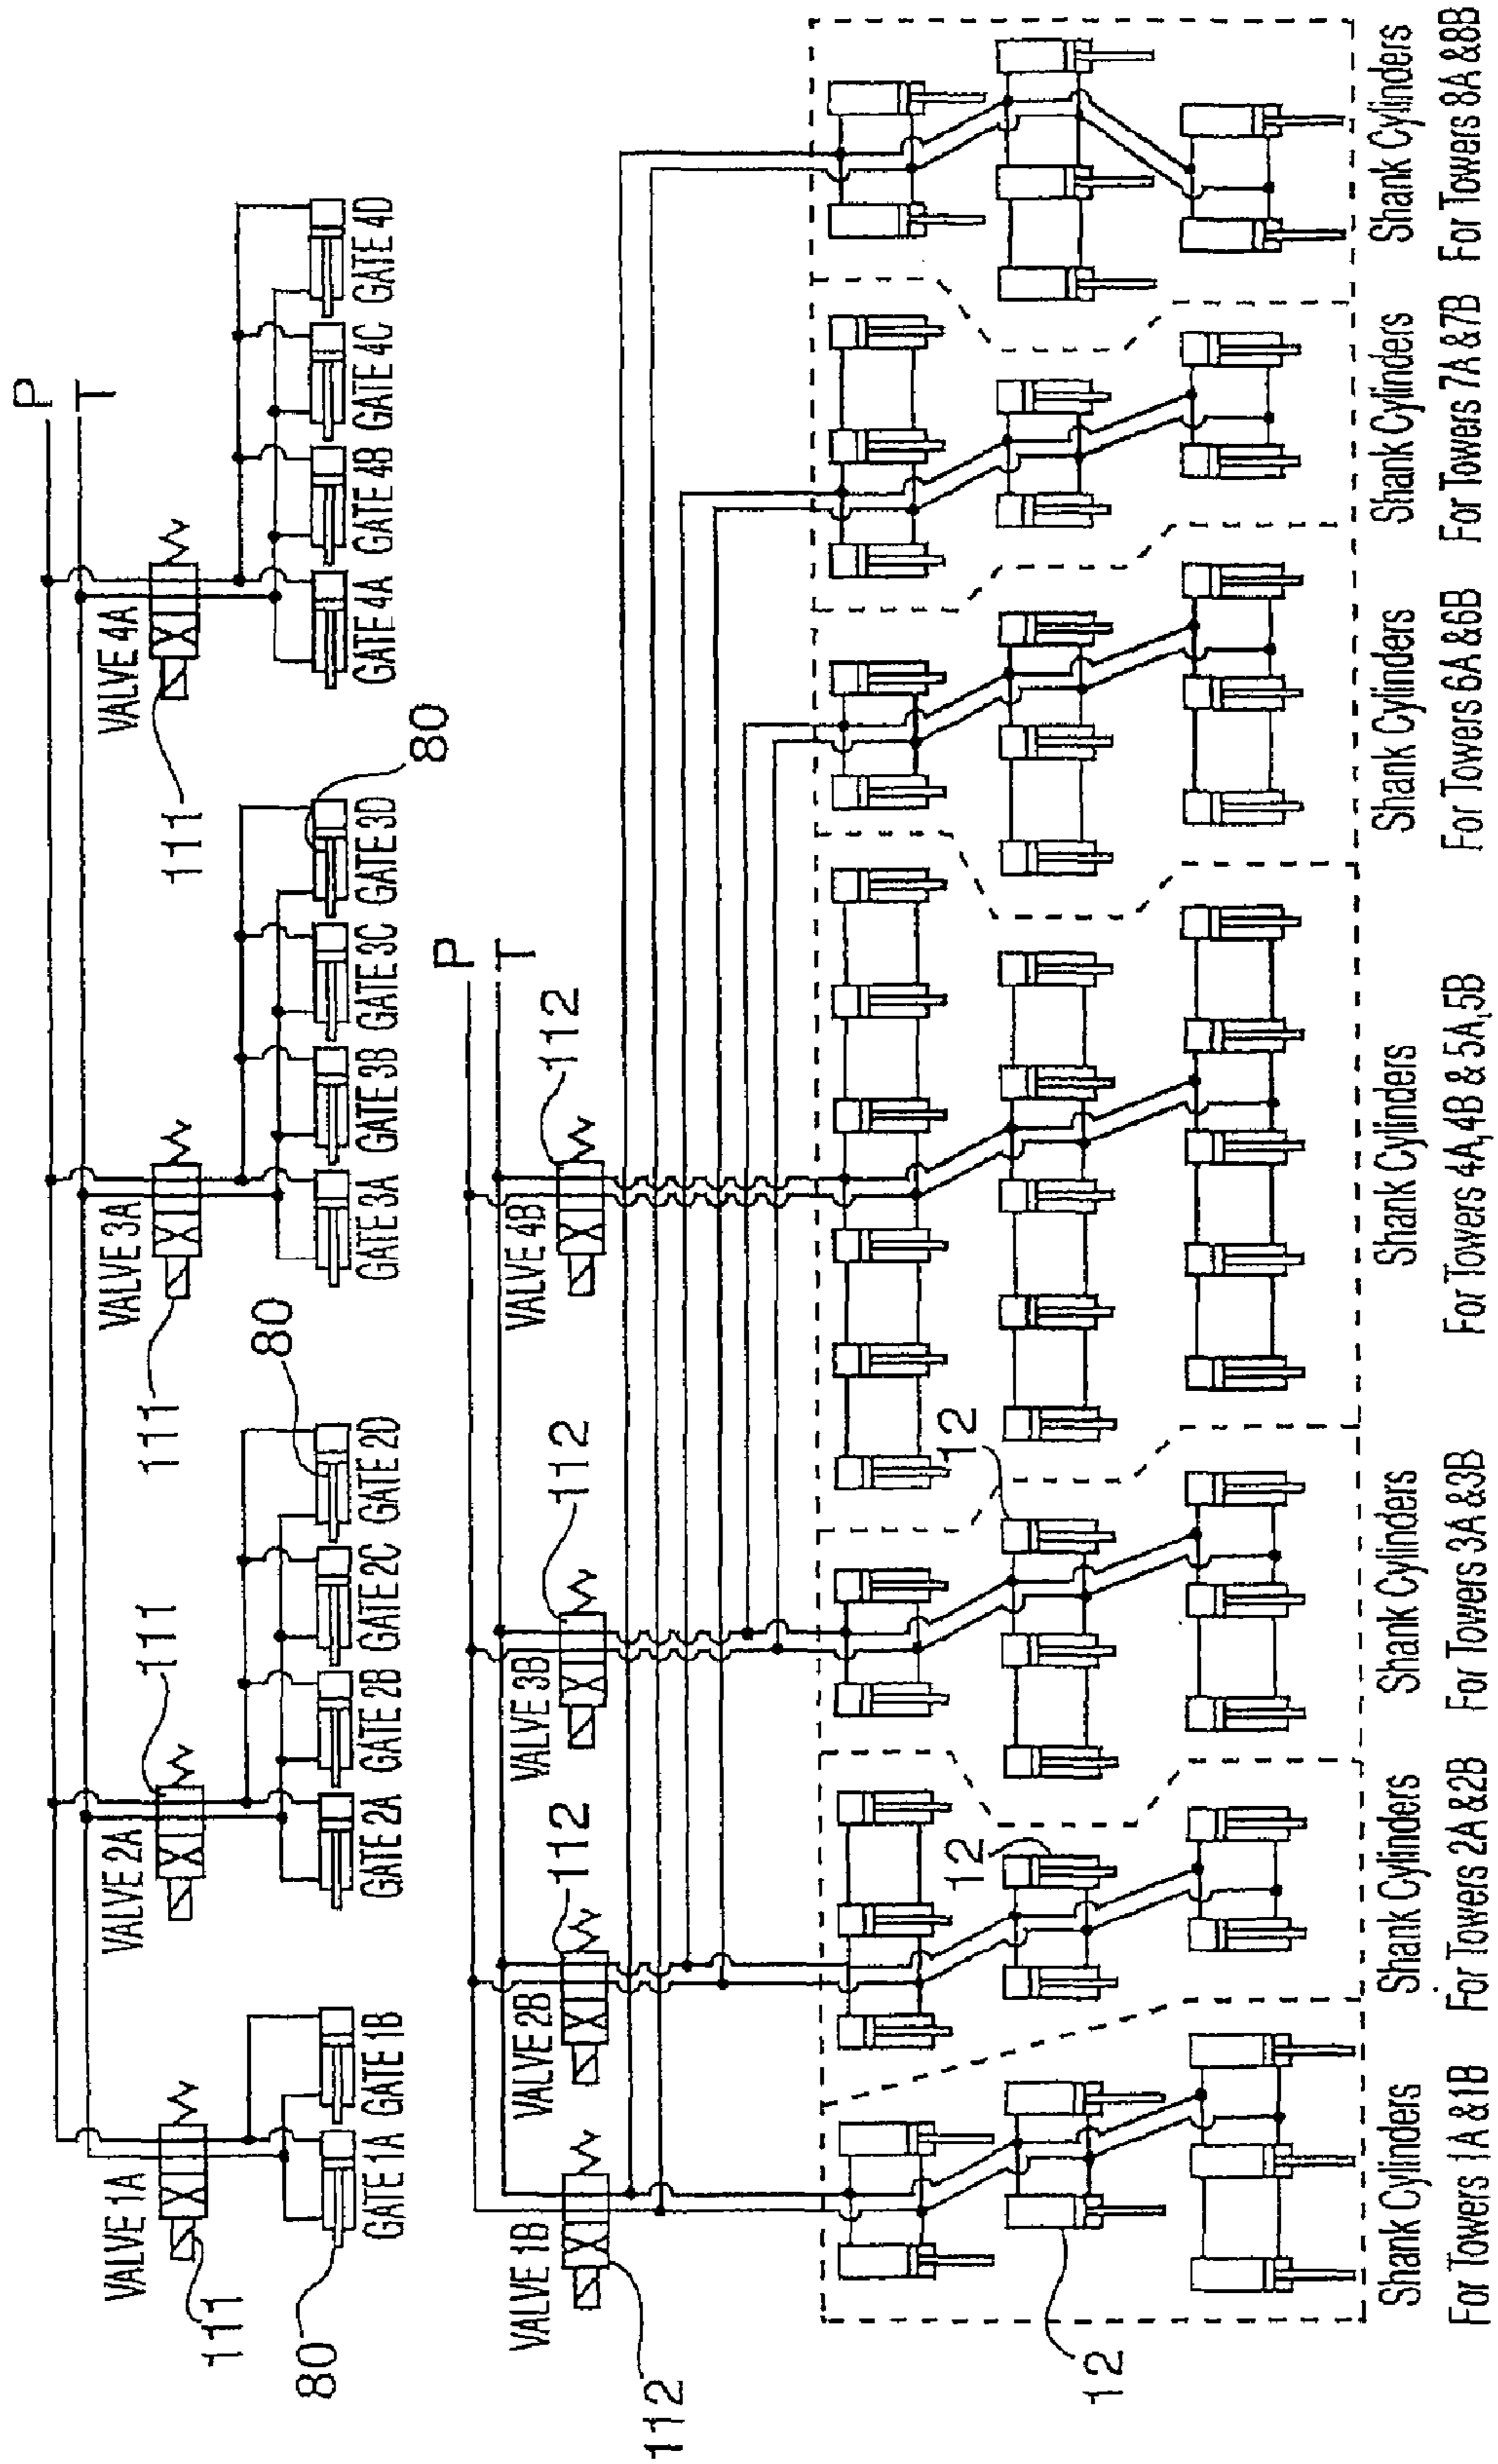 P
T
VALVE 1A
VALVE 2A
VALVE 3A
VALVE 4A
111
111
111
111
GATE 1A
GATE 1B
GATE 2A
GATE 2B
GATE 2C
GATE 2D
GATE 3A
GATE 3B
GATE 3C
GATE 3D
GATE 4A
GATE 4B
GATE 4C
GATE 4D
80
80
80
P
T
VALVE 1B
VALVE 2B
VALVE 3B
VALVE 4B
112
112
112
112
12
12
12
Shank Cylinders
For Towers 1A &1B
Shank Cylinders
For Towers 2A &2B
Shank Cylinders
For Towers 3A &3B
Shank Cylinders
For Towers 4A,4B & 5A,5B
Shank Cylinders
For Towers 6A &6B
Shank Cylinders
For Towers 7A &7B
Shank Cylinders
For Towers 8A &8B